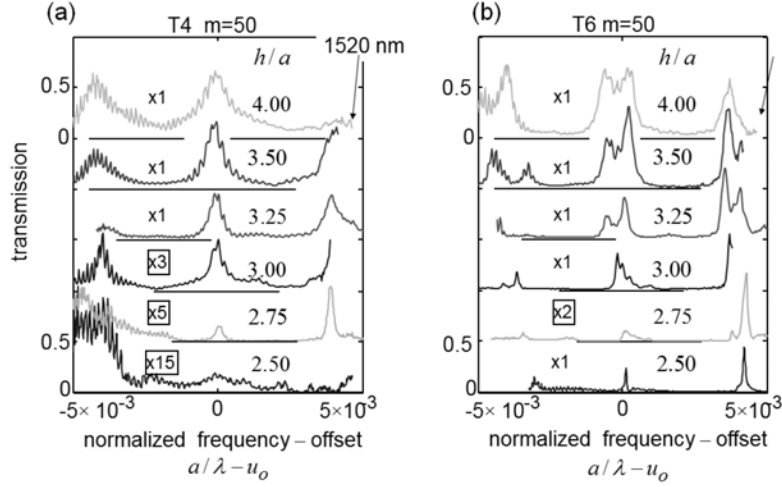 (a)
T4 m=50
1520 nm
h/a
0.5
x1
4.00
0
x1
3.50
x1
3.25
x3
3.00
x5
2.75
0.5
x15
2.50
0
-5× 10⁻³
0
5×10⁻³
transmission
normalized frequency – offset
a/λ–uₒ
(b)
T6 m=50
h/a
0.5
x1
4.00
0
x1
3.50
x1
3.25
x1
3.00
x2
2.75
0.5
x1
2.50
0
-5× 10⁻³
0
5×10⁻³
normalized frequency – offset
a/λ–uₒ